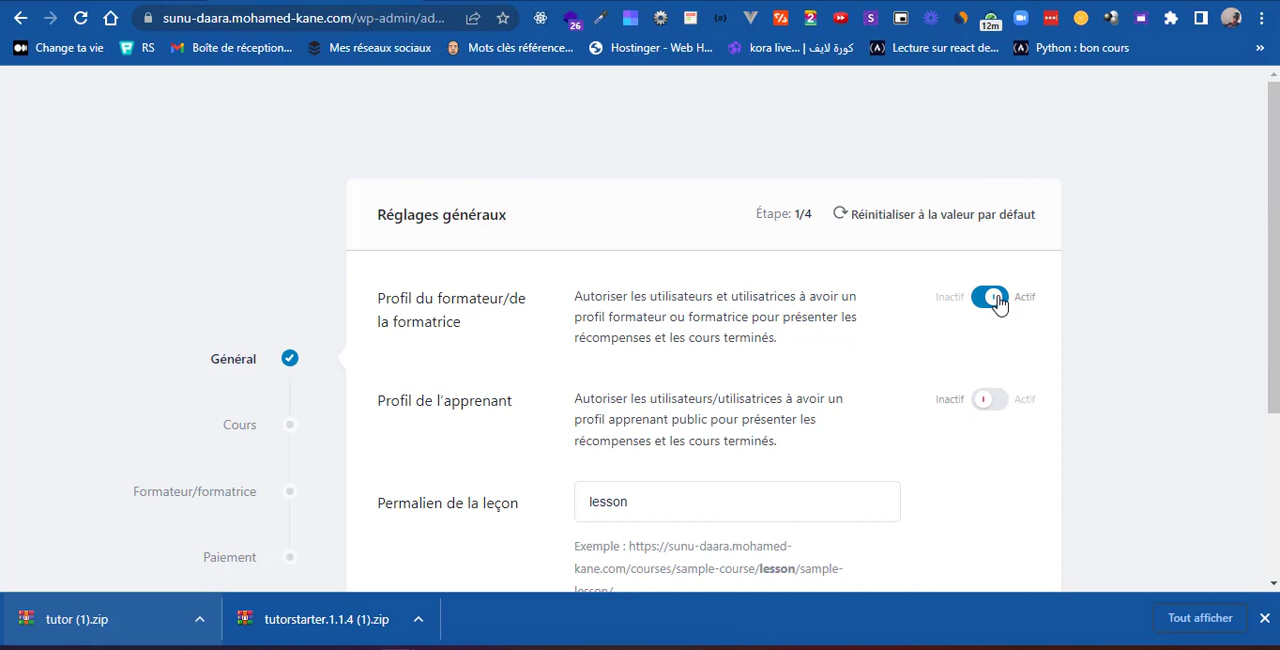 sunu-daara.mohamed-kane.com/wp-admin/ad...
26
12m
Change ta vie
RS
Boîte de réception...
Mes réseaux sociaux
Mots clés référence...
Hostinger - Web H...
kora live... | كورة لايف
Lecture sur react de...
Python : bon cours
»
Réglages généraux
Étape: 1/4
Réinitialiser à la valeur par défaut
Profil du formateur/de
la formatrice
Autoriser les utilisateurs et utilisatrices à avoir un
profil formateur ou formatrice pour présenter les
récompenses et les cours terminés.
Inactif
Actif
Général
Profil de l'apprenant
Autoriser les utilisateurs/utilisatrices à avoir un
profil apprenant public pour présenter les
récompenses et les cours terminés.
Inactif
Actif
Cours
Formateur/formatrice
Permalien de la leçon
lesson
Exemple : https://sunu-daara.mohamed-
kane.com/courses/sample-course/lesson/sample-
lesson/
Paiement
tutor (1).zip
tutorstarter.1.1.4 (1).zip
Tout afficher